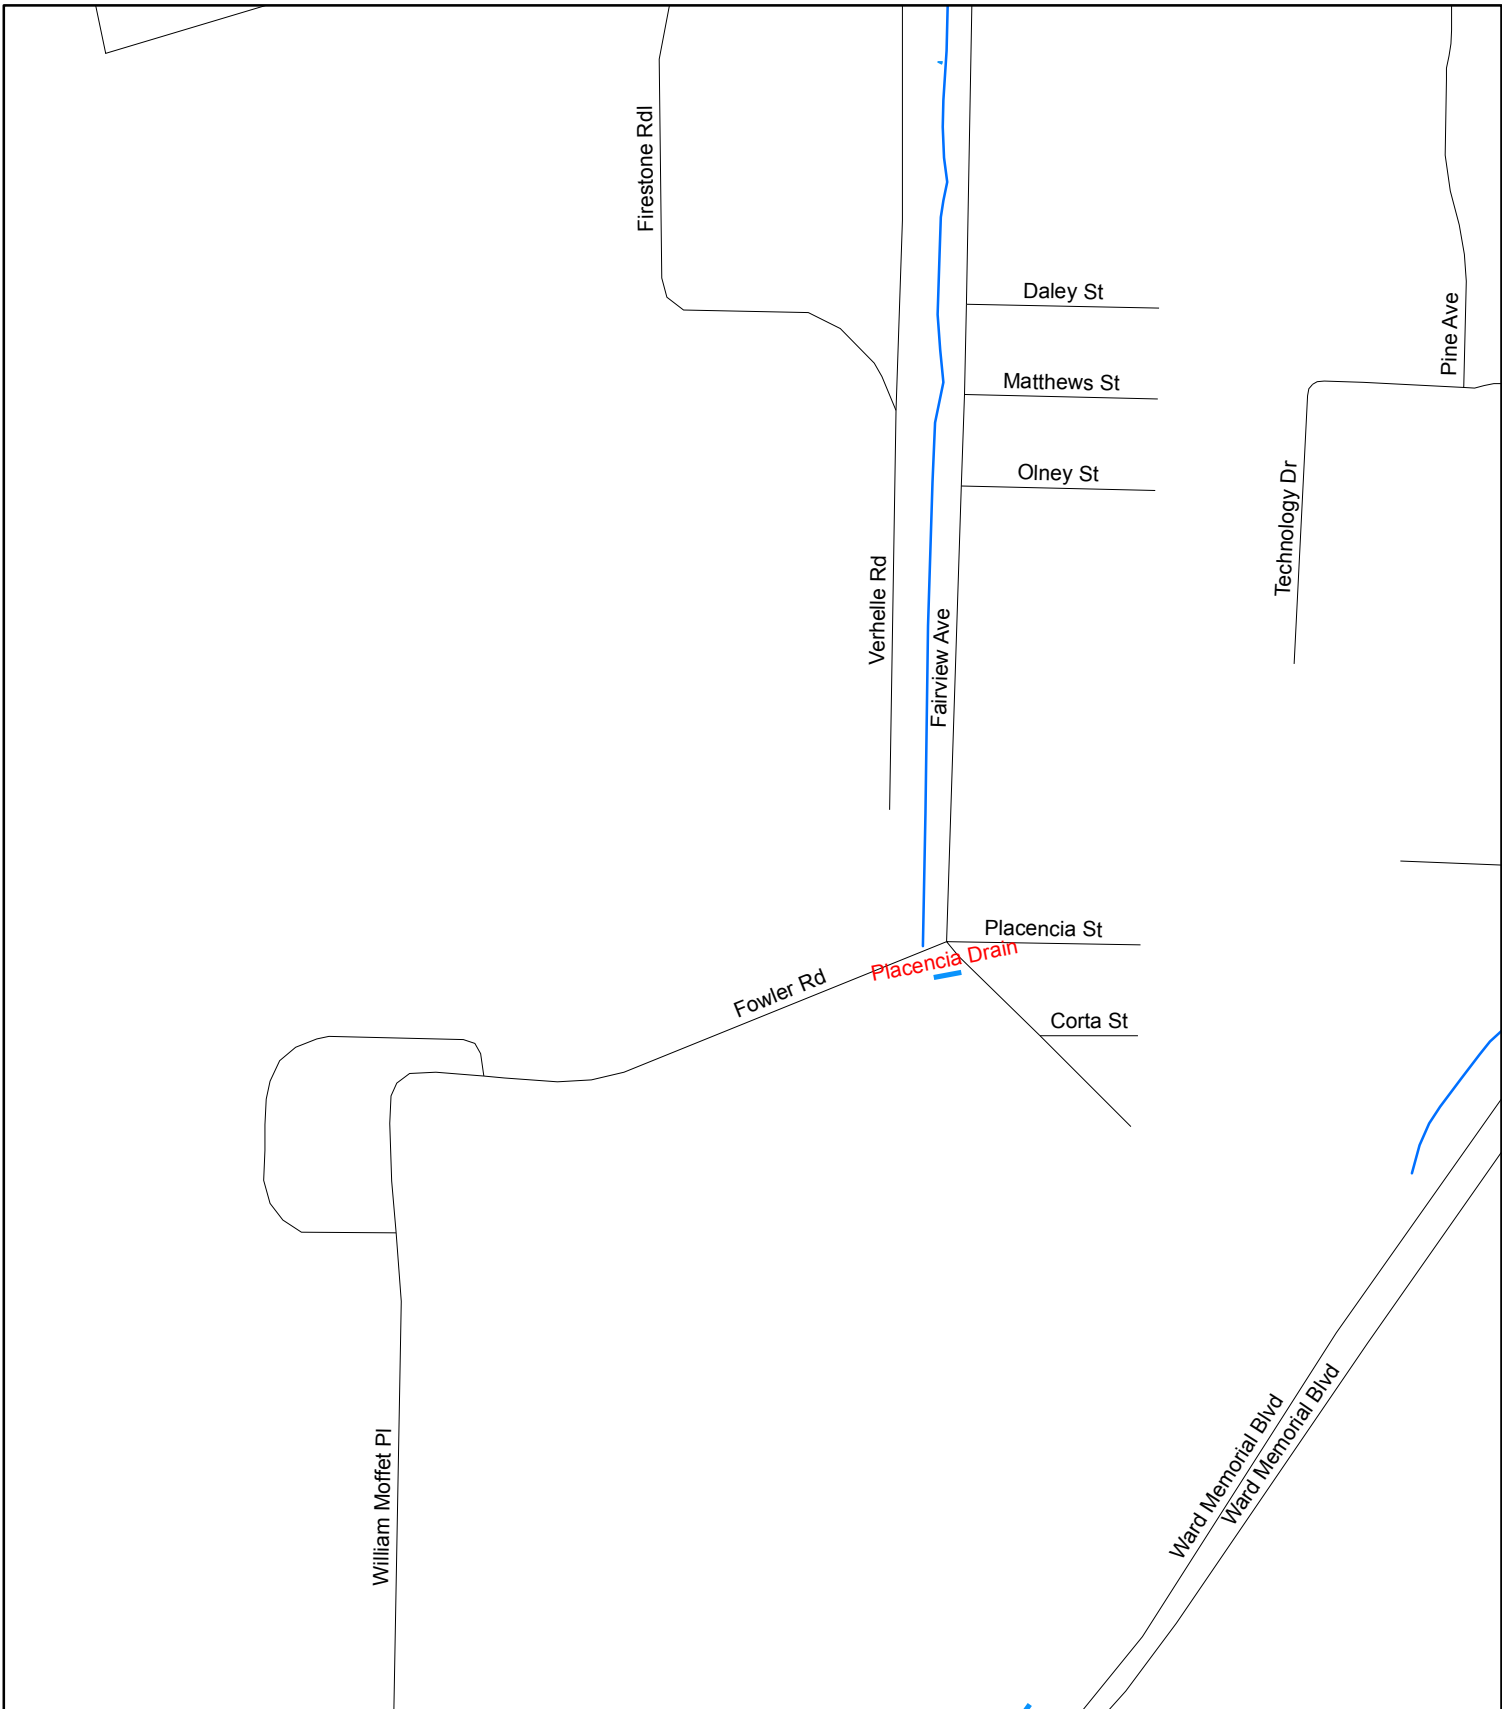 Firestone Rdl
Daley St
Pine Ave
Matthews St
Olney St
Technology Dr
Verhelle Rd
Fairview Ave
Placencia St
Placencia Drain
Fowler Rd
Corta St
Ward Memorial Blvd
Ward Memorial Blvd
William Moffet Pl